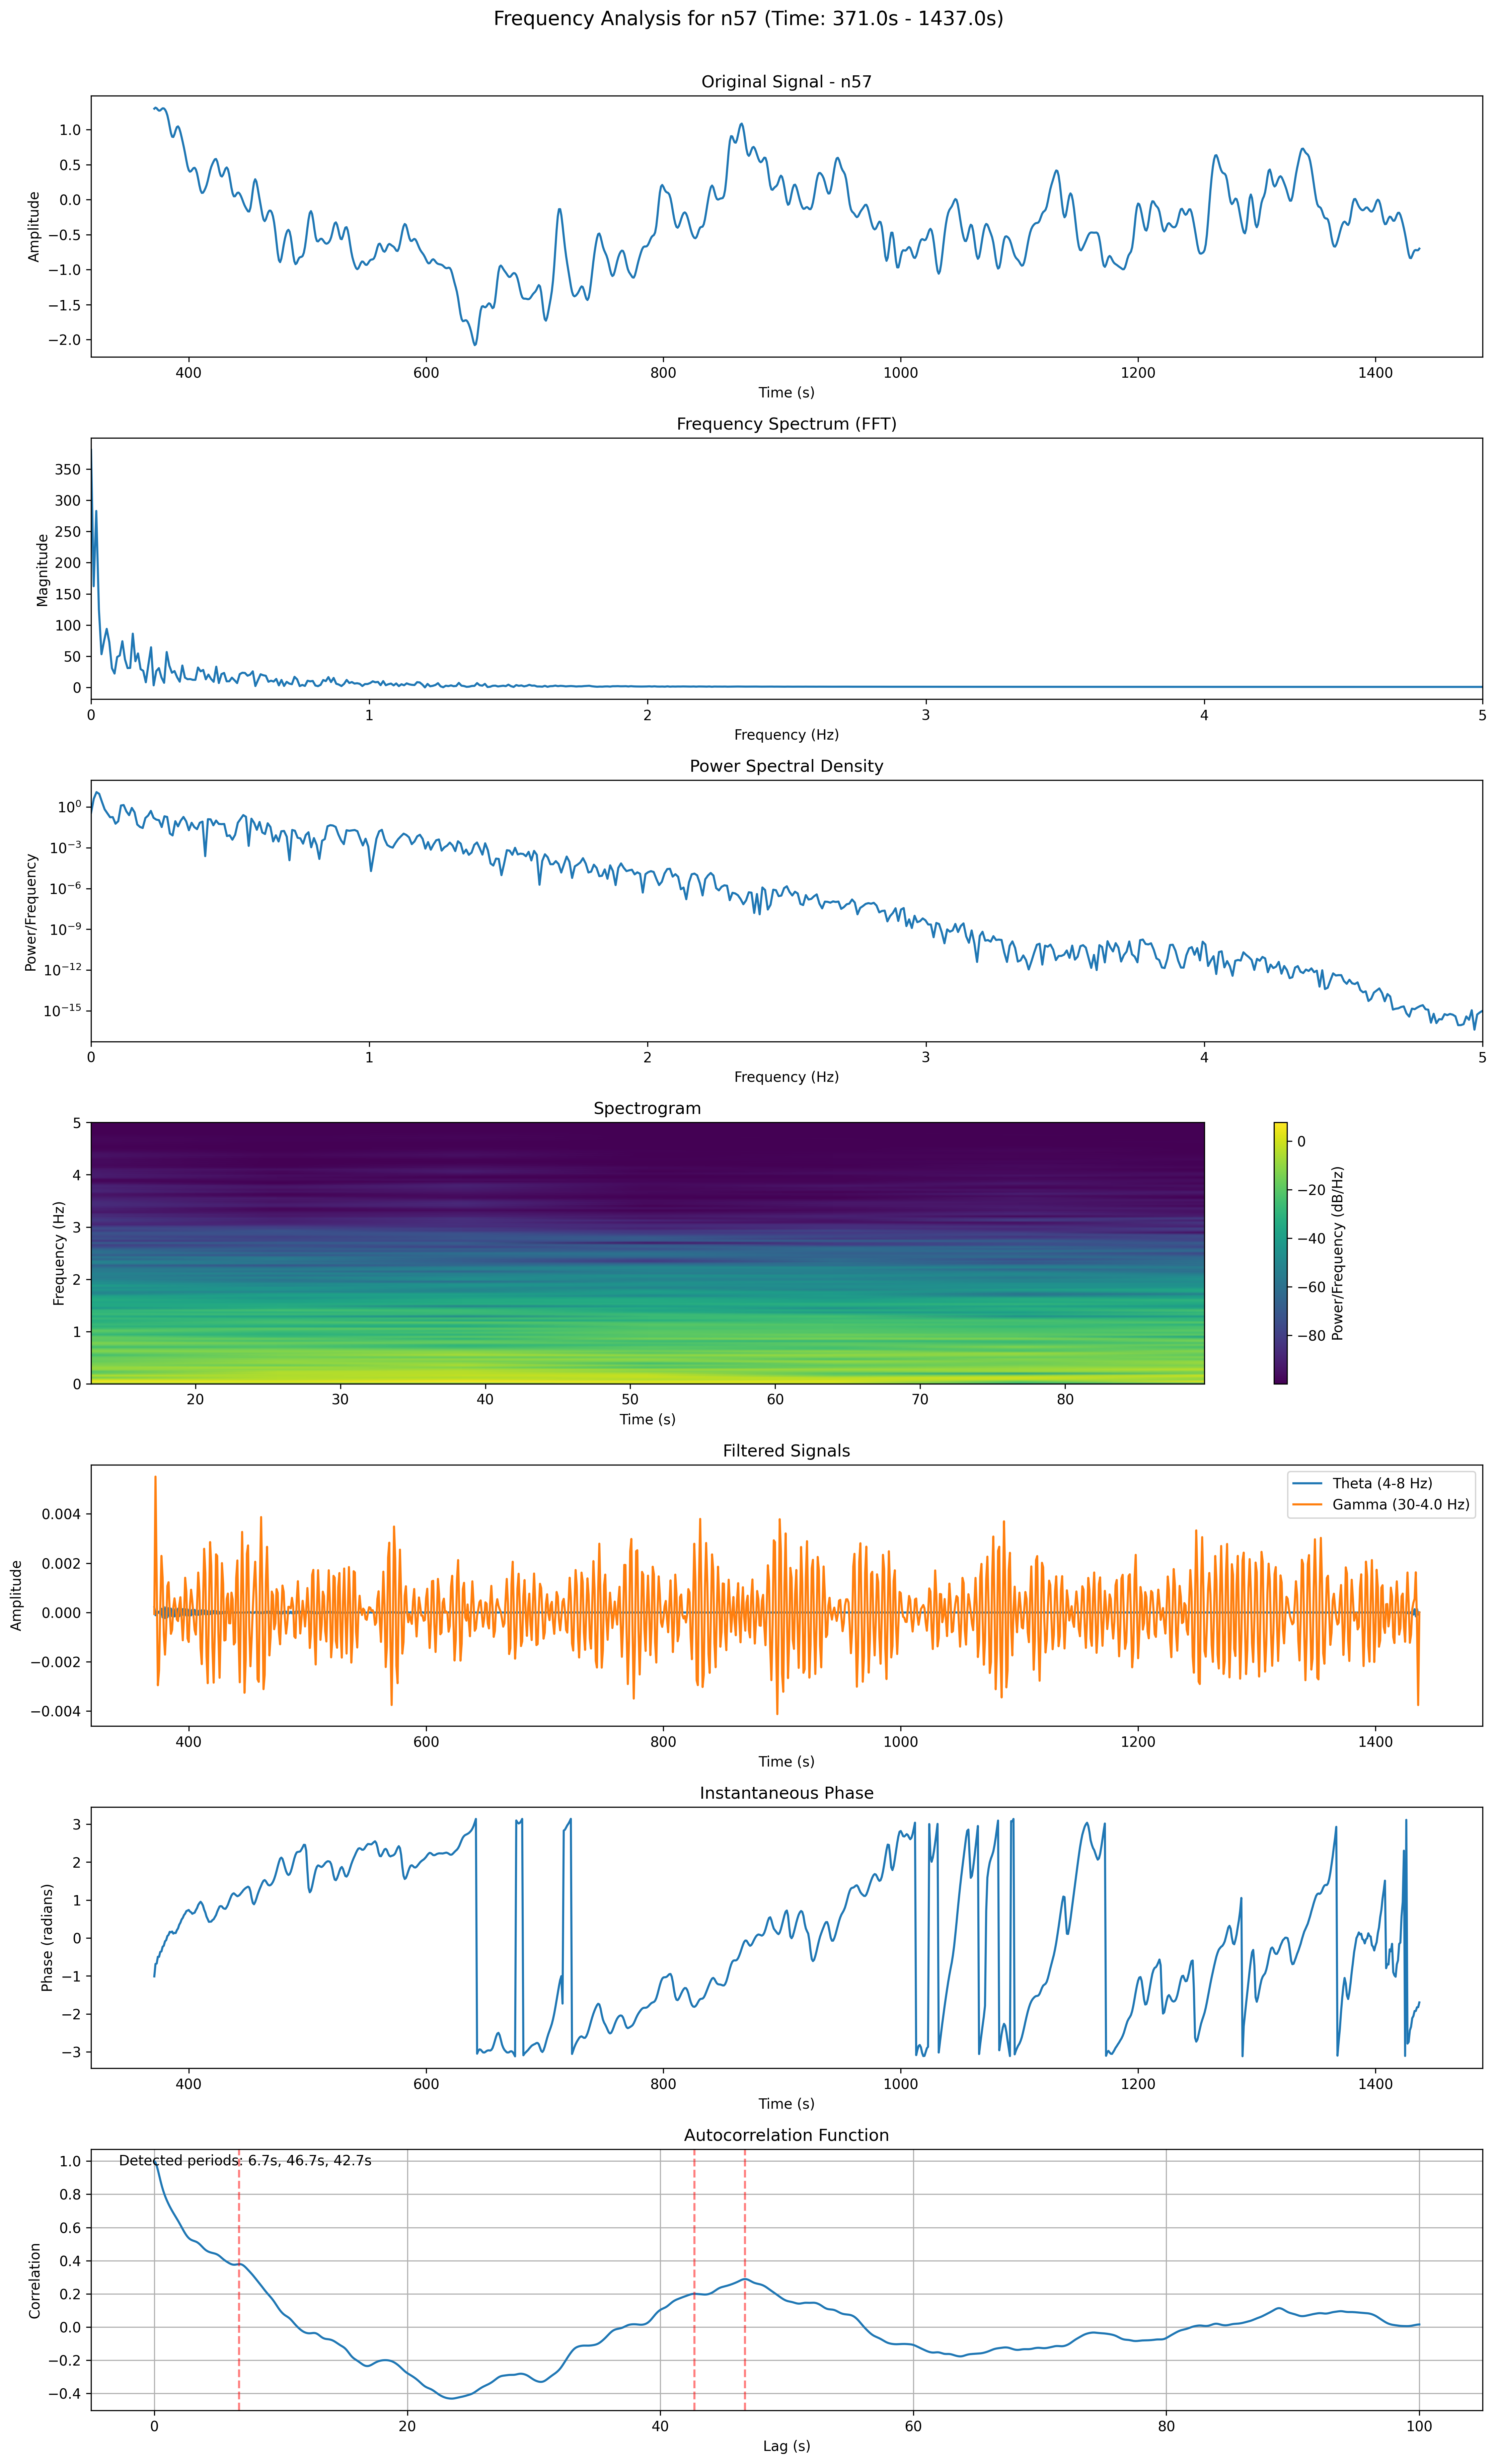 Frequency Analysis for n57 (Time: 371.0s - 1437.0s)
Original Signal - n57
Amplitude
1.0
0.5
0.0
−0.5
−1.0
−1.5
−2.0
400 600 800 1000 1200 1400
Time (s)
Frequency Spectrum (FFT)
Magnitude
350
300
250
200
150
100
50
0
0 1 2 3 4 5
Frequency (Hz)
Power Spectral Density
Power/Frequency
10⁰
10⁻³
10⁻⁶
10⁻⁹
10⁻¹²
10⁻¹⁵
0 1 2 3 4 5
Frequency (Hz)
Spectrogram
Frequency (Hz)
5
4
3
2
1
0
20 30 40 50 60 70 80
Time (s)
0
−20
−40
−60
−80
Power/Frequency (dB/Hz)
Filtered Signals
Amplitude
0.004
0.002
0.000
−0.002
−0.004
Theta (4-8 Hz)
Gamma (30-4.0 Hz)
400 600 800 1000 1200 1400
Time (s)
Instantaneous Phase
Phase (radians)
3
2
1
0
−1
−2
−3
400 600 800 1000 1200 1400
Time (s)
Autocorrelation Function
Detected periods: 6.7s, 46.7s, 42.7s
Correlation
1.0
0.8
0.6
0.4
0.2
0.0
−0.2
−0.4
0 20 40 60 80 100
Lag (s)